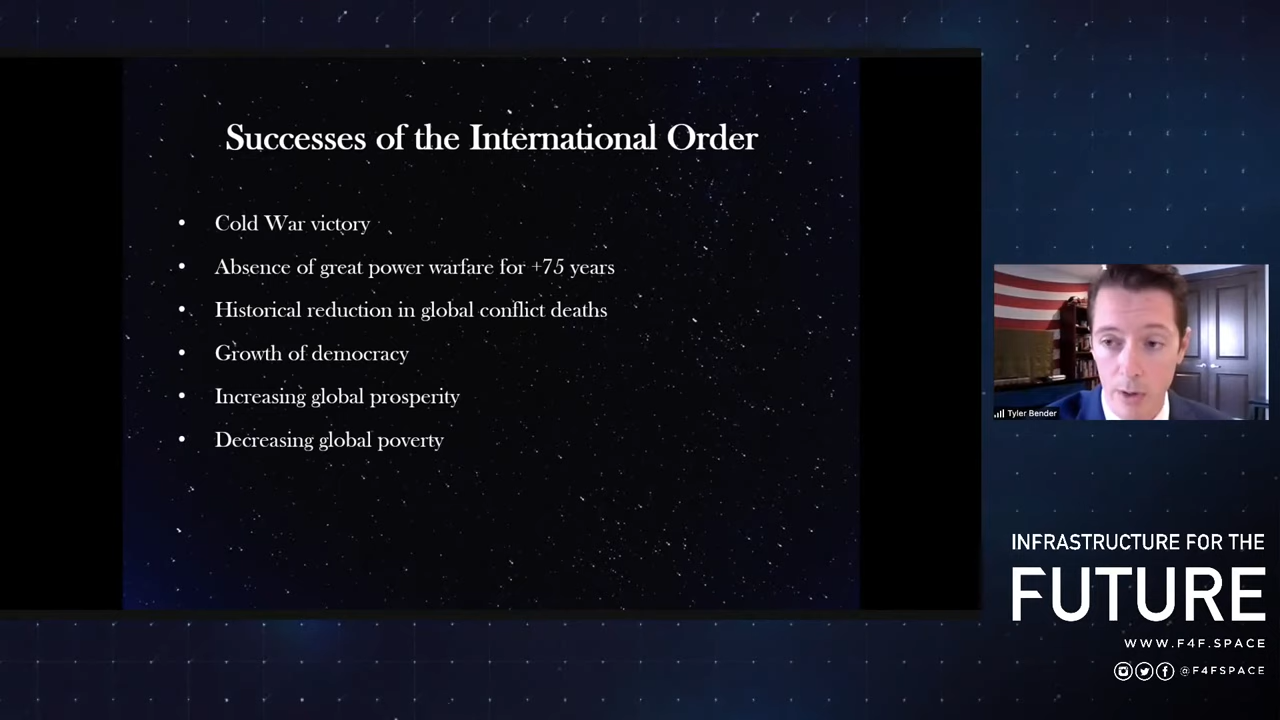 Successes of the International Order
• Cold War victory
• Absence of great power warfare for +75 years
• Historical reduction in global conflict deaths
• Growth of democracy
• Increasing global prosperity
• Decreasing global poverty
Tyler Bender
INFRASTRUCTURE FOR THE
FUTURE
WWW.F4F.SPACE
@F4FSPACE